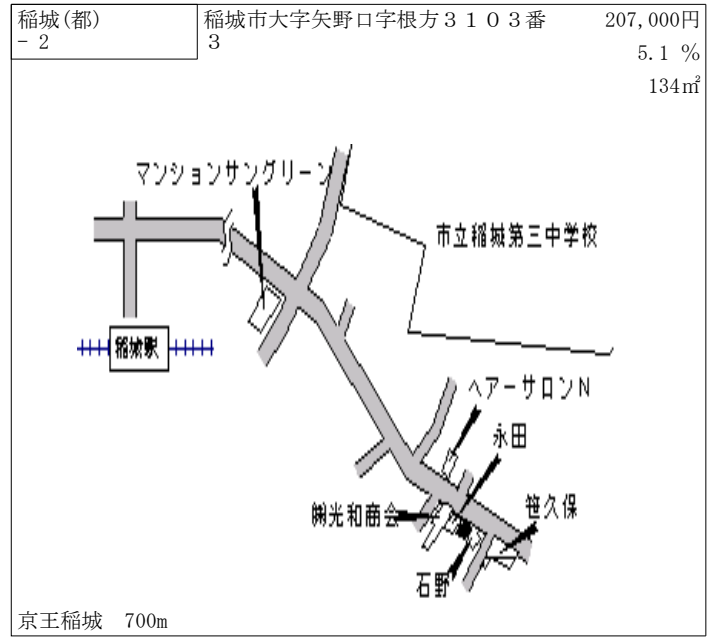 稲城(都)
- 2
稲城市大字矢野口字根方３１０３番
3
207,000円
5.1 %
134㎡
マンションサングリーン
市立稲城第三中学校
稲城駅
ヘアーサロンＮ
永田
㈱光和商会
笹久保
石野
京王稲城　700m